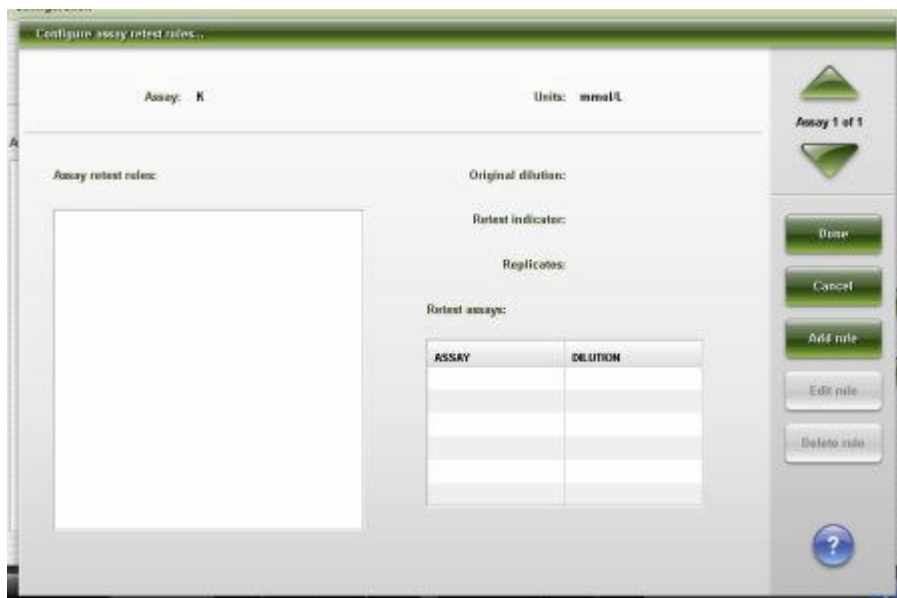 Configure assay retest rules...
Assay: K
Units: mmol/L
Assay 1 of 1
Assay retest rules:
Original dilution:
Retest indicator:
Replicates:
Retest assays:
ASSAY DILUTION
Done
Cancel
Add rule
Edit rule
Delete rule
?